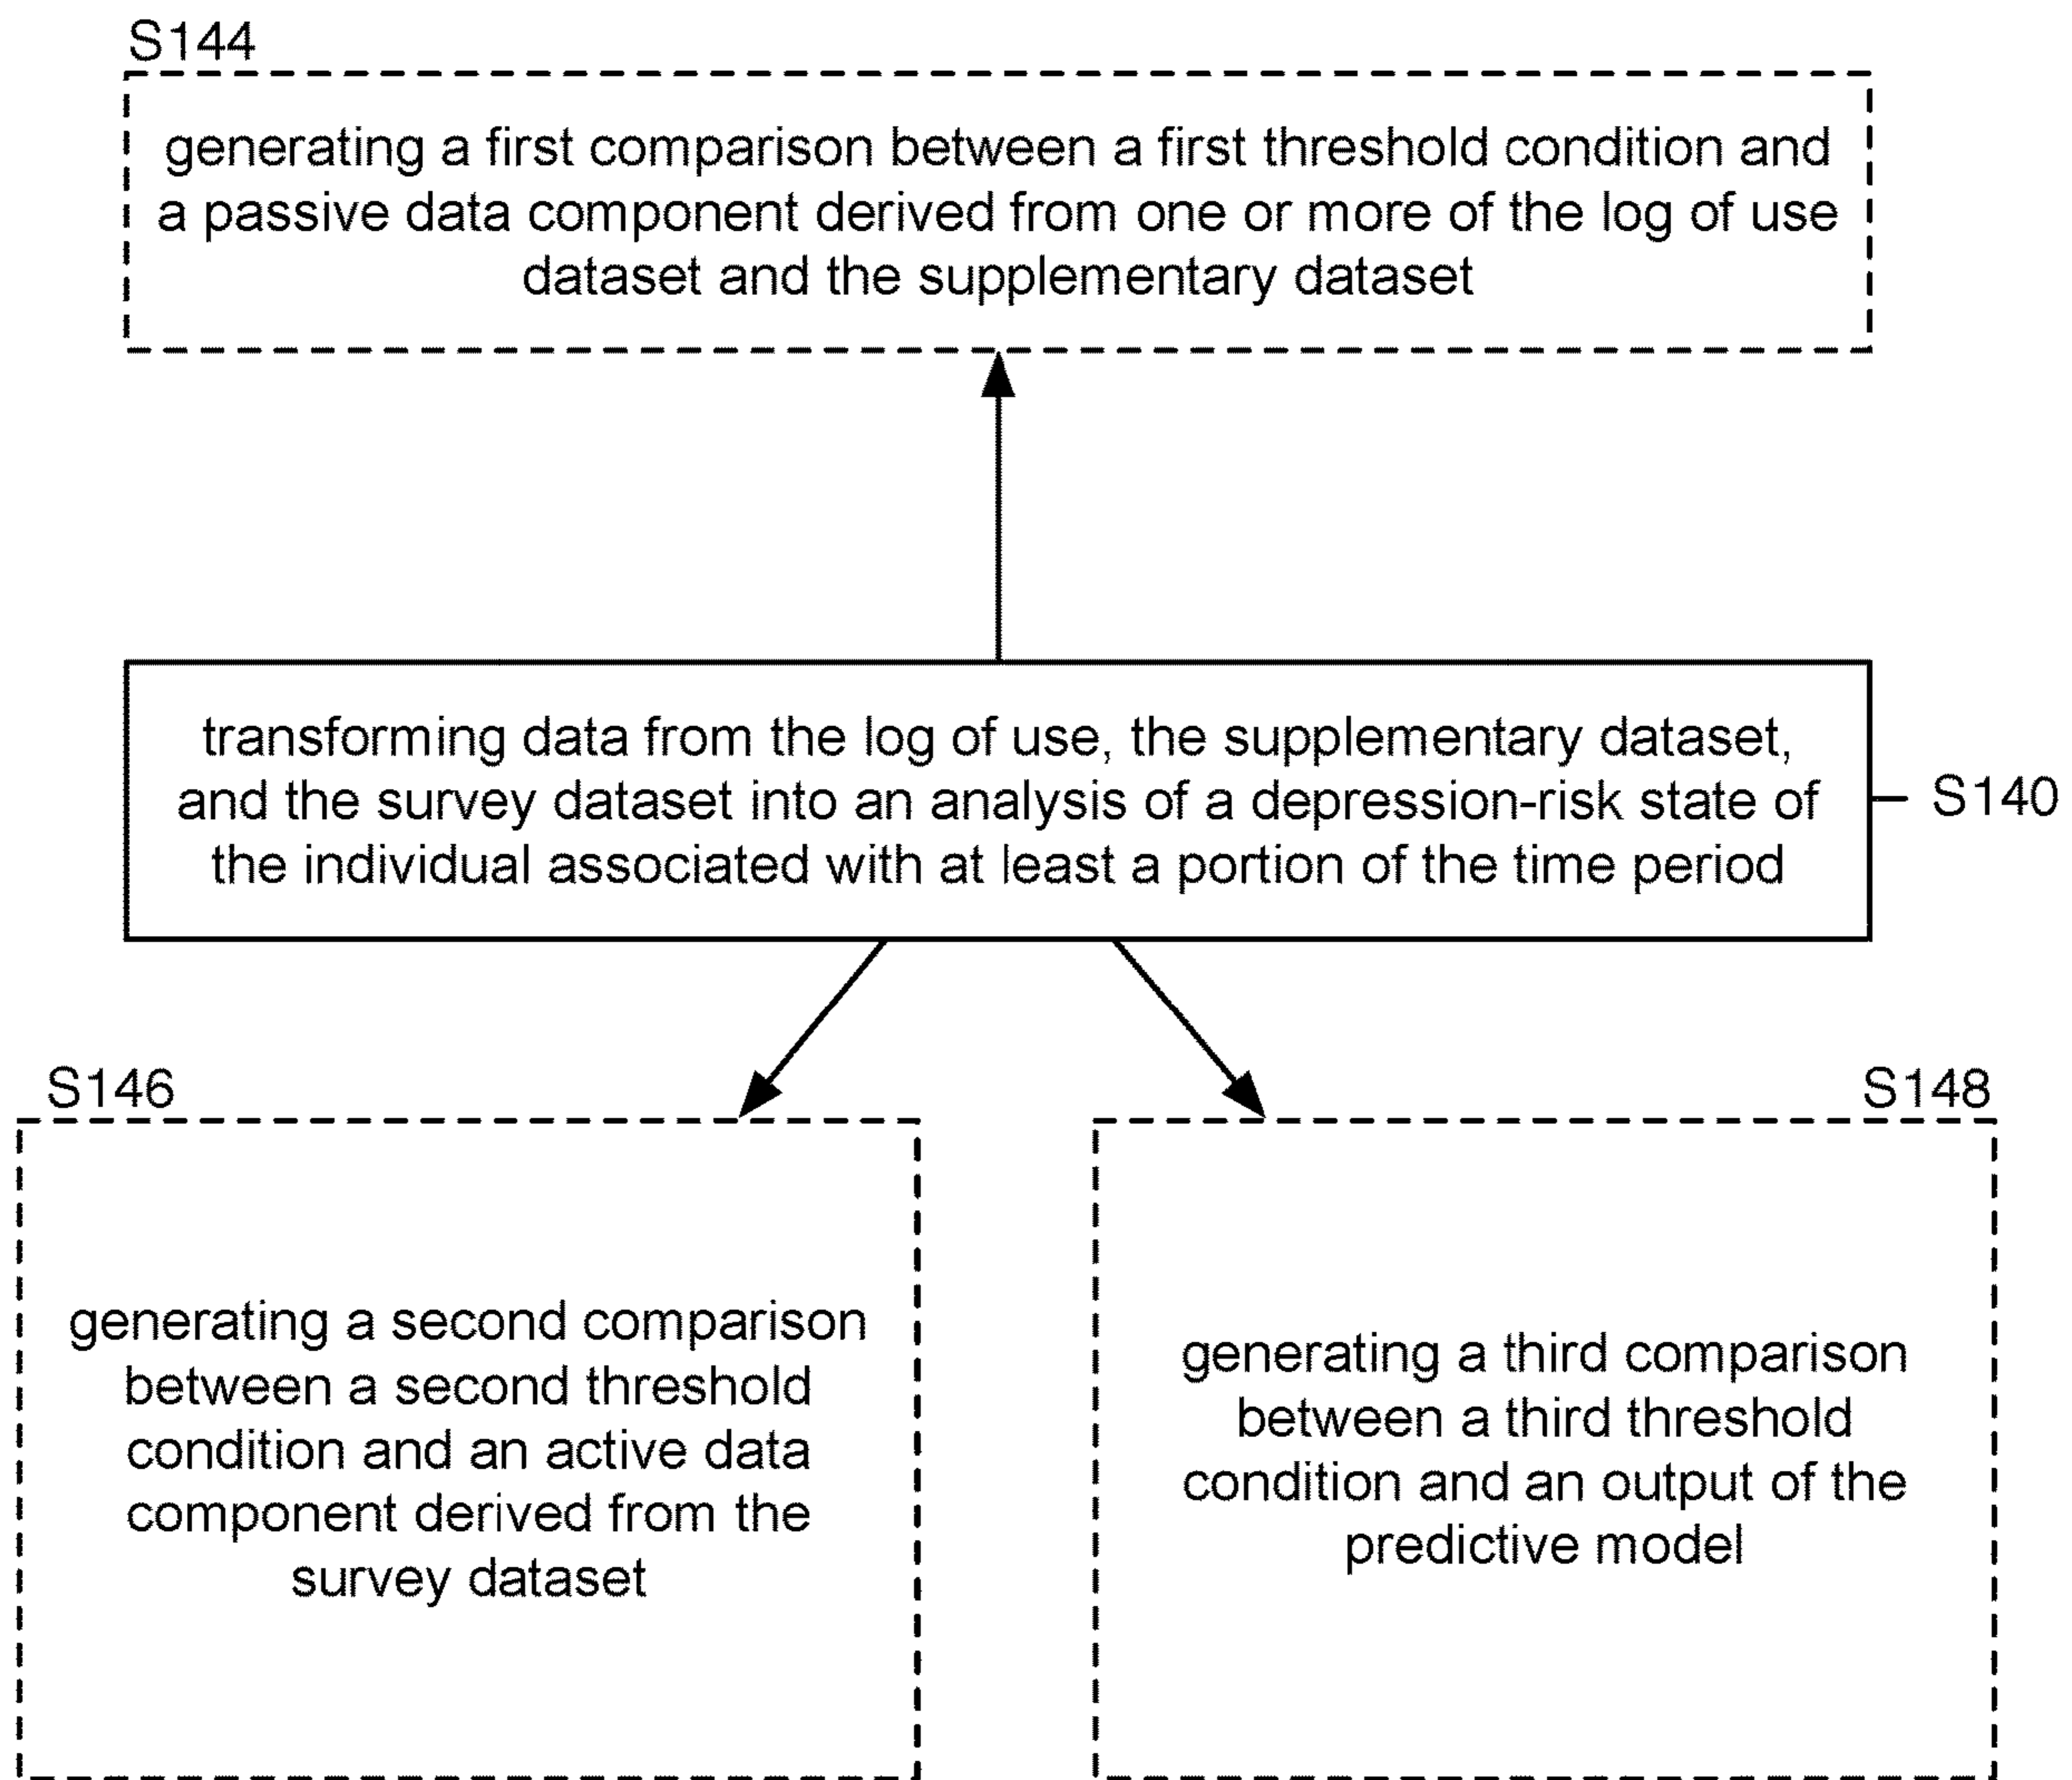 S144
generating a first comparison between a first threshold condition and
a passive data component derived from one or more of the log of use
dataset and the supplementary dataset
transforming data from the log of use, the supplementary dataset,
and the survey dataset into an analysis of a depression-risk state of
the individual associated with at least a portion of the time period
S140
S146
generating a second comparison
between a second threshold
condition and an active data
component derived from the
survey dataset
S148
generating a third comparison
between a third threshold
condition and an output of the
predictive model